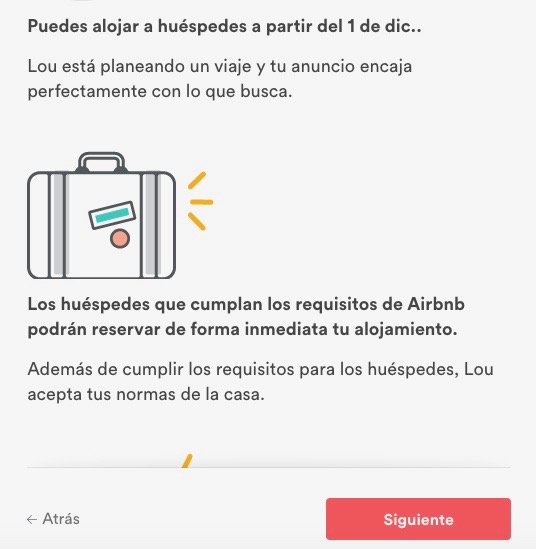 Puedes alojar a huéspedes a partir del 1 de dic..
Lou está planeando un viaje y tu anuncio encaja
perfectamente con lo que busca.
Los huéspedes que cumplan los requisitos de Airbnb
podrán reservar de forma inmediata tu alojamiento.
Además de cumplir los requisitos para los huéspedes, Lou
acepta tus normas de la casa.
← Atrás
Siguiente